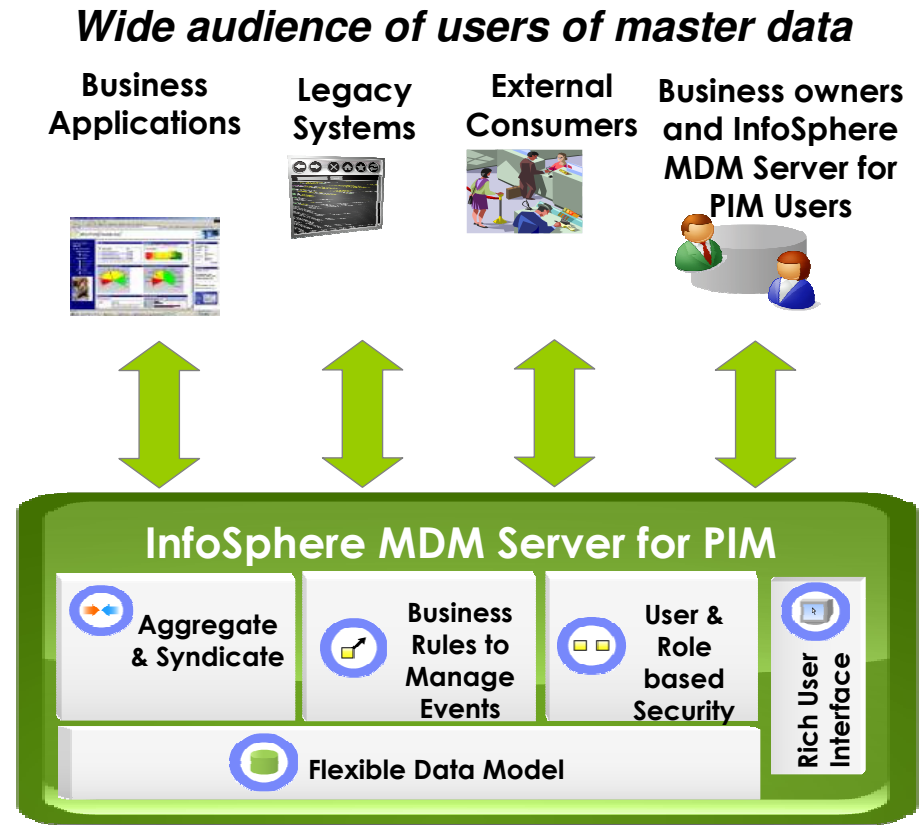 Wide audience of users of master data
Business
Applications
Legacy
Systems
External
Consumers
Business owners
and InfoSphere
MDM Server for
PIM Users
InfoSphere MDM Server for PIM
Aggregate
& Syndicate
Business
Rules to
Manage
Events
User &
Role
based
Security
Rich User
Interface
Flexible Data Model